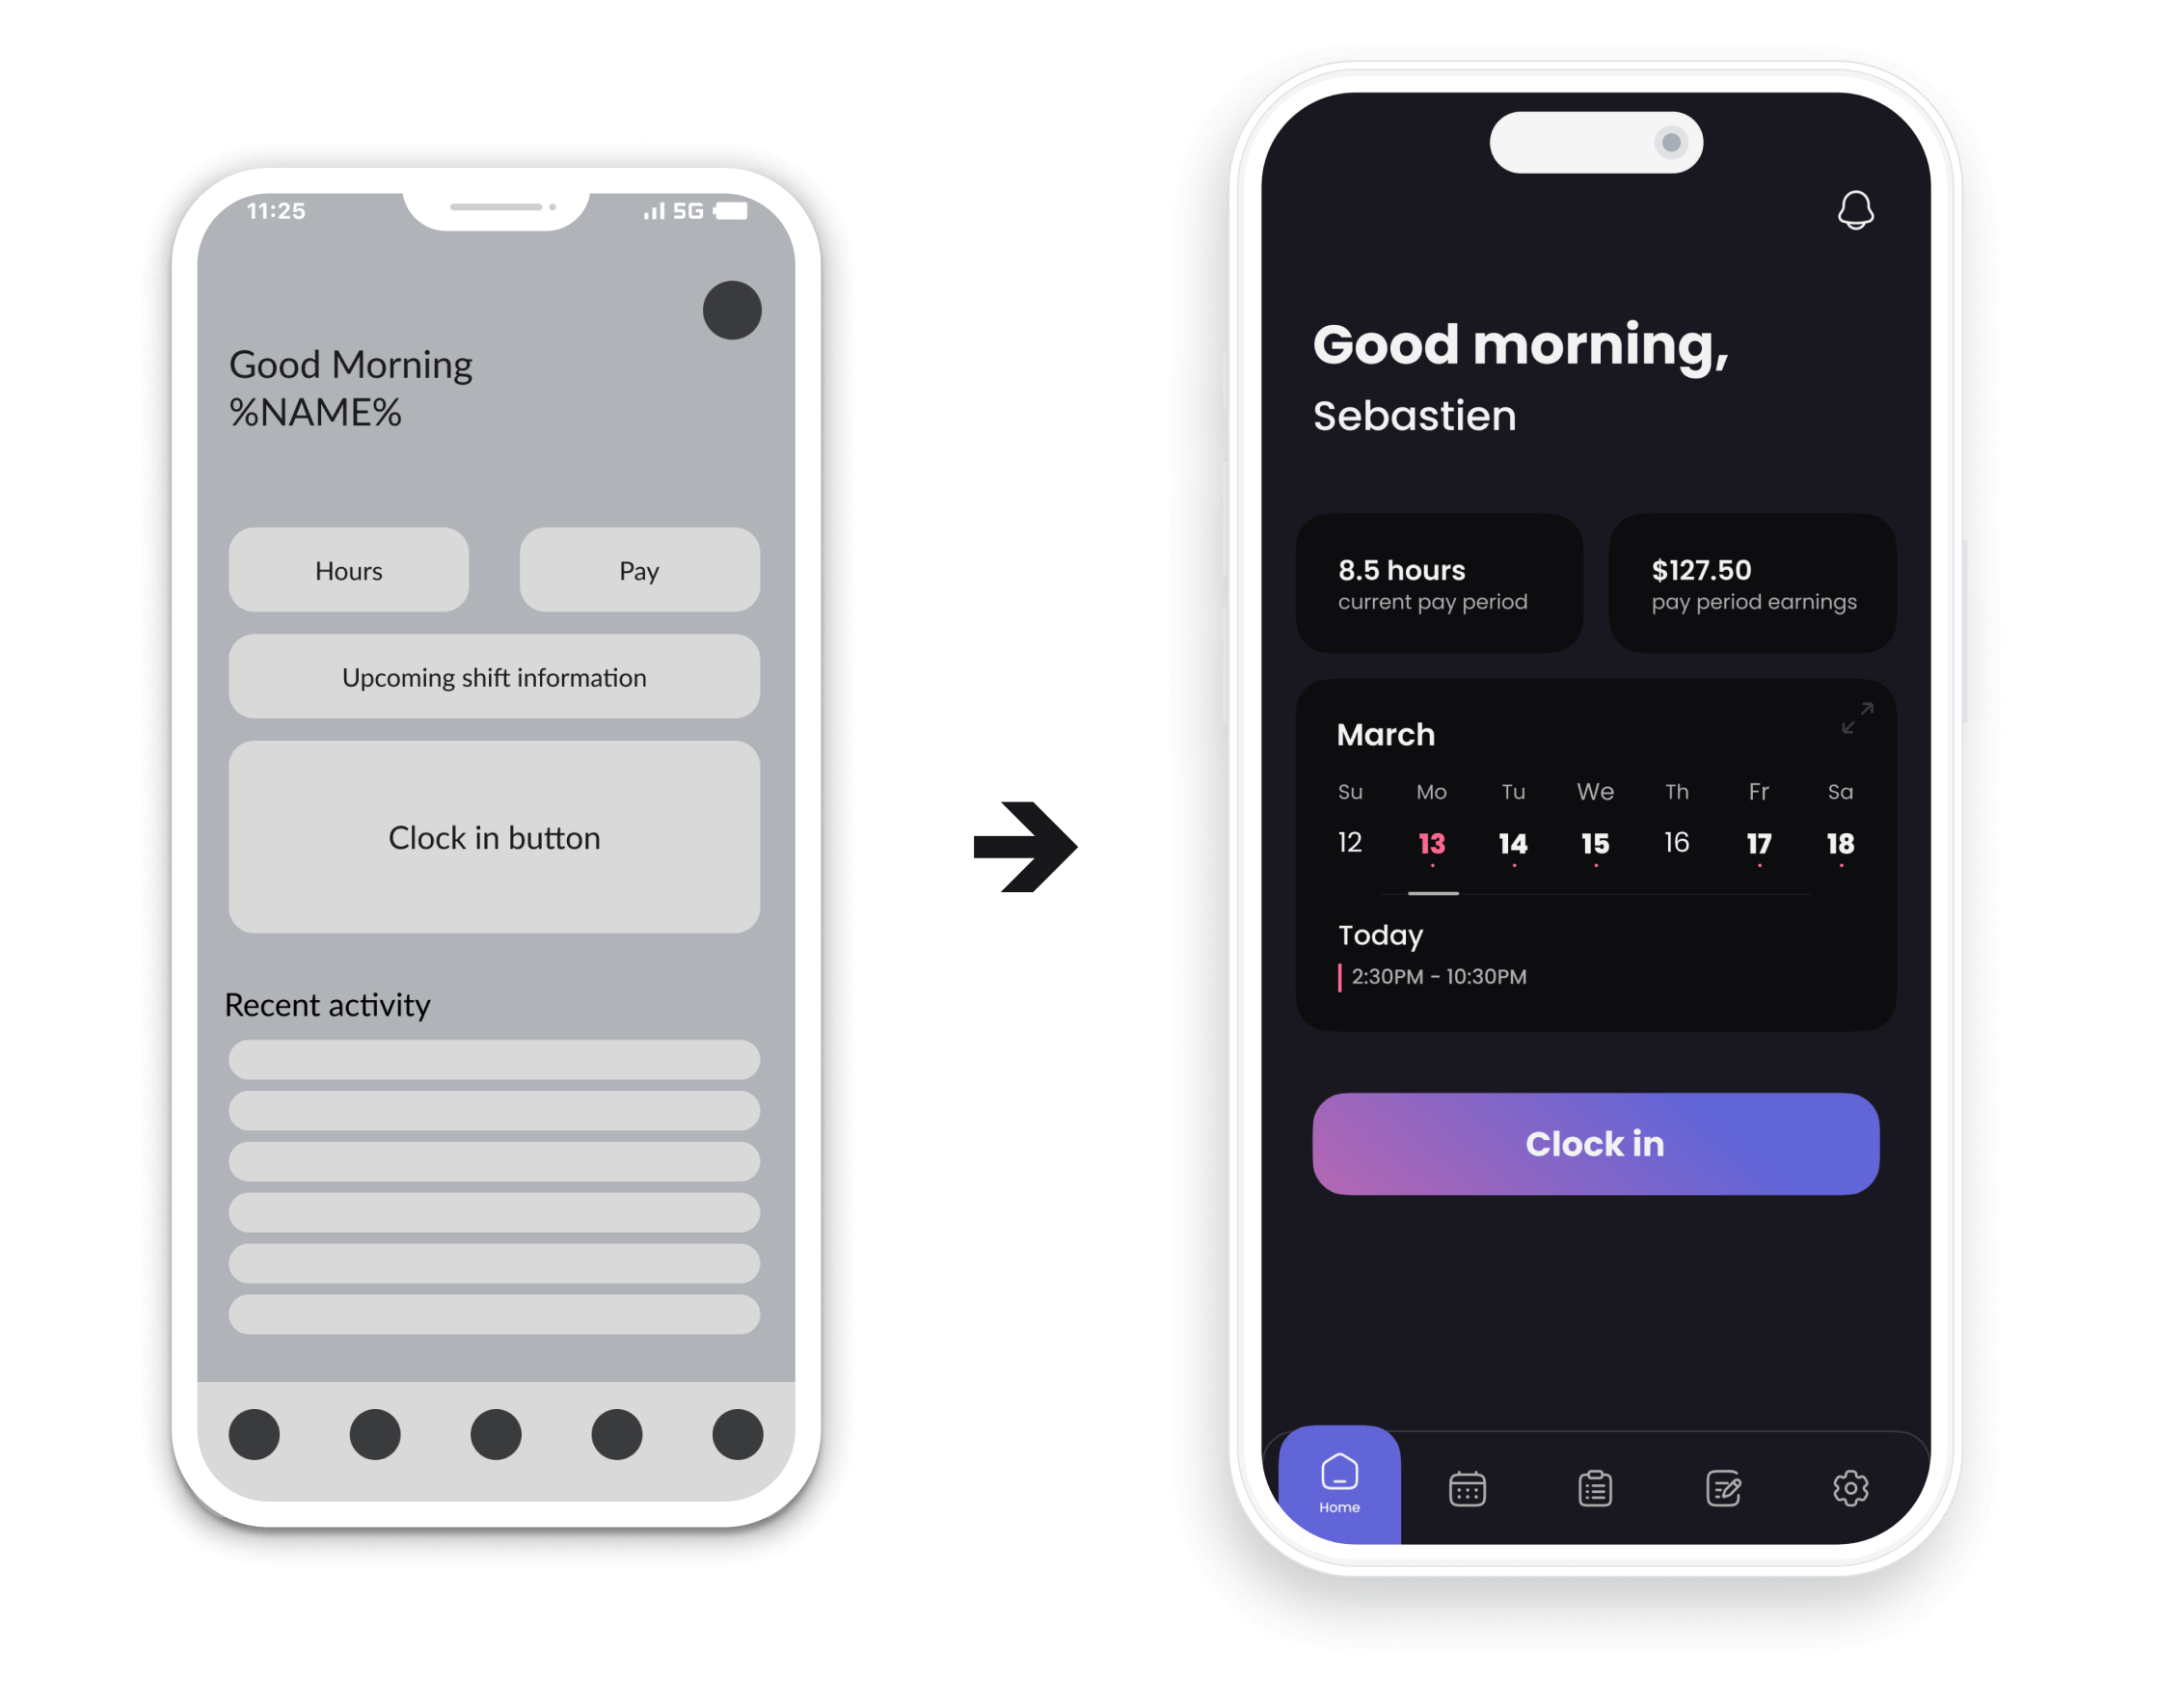 11:25 5G
Good Morning
%NAME%
Hours Pay
Upcoming shift information
Clock in button
Recent activity
Good morning,
Sebastien
8.5 hours $127.50
current pay period pay period earnings
March
Su Mo Tu We Th Fr Sa
12 13 14 15 16 17 18
Today
2:30PM - 10:30PM
Clock in
Home